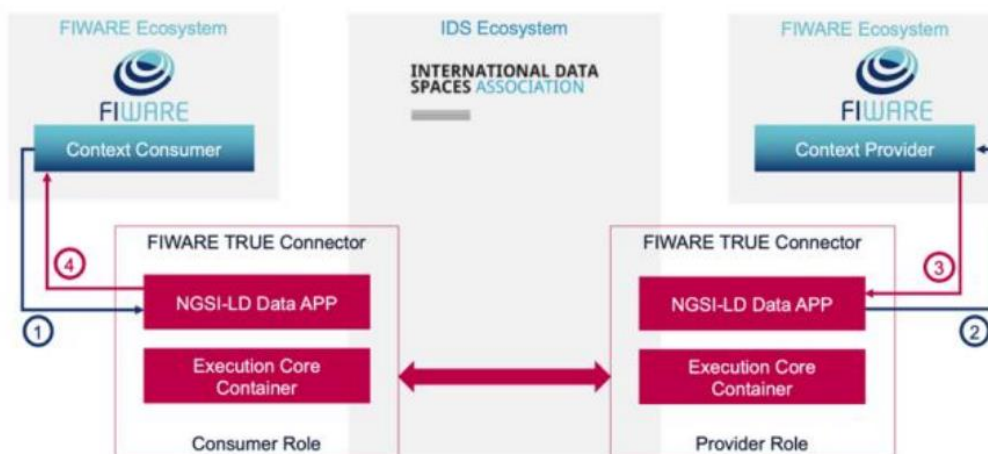 FIWARE Ecosystem
FIWARE
Context Consumer
IDS Ecosystem
INTERNATIONAL DATA
SPACES ASSOCIATION
FIWARE Ecosystem
FIWARE
Context Provider
FIWARE TRUE Connector
4
NGSI-LD Data APP
1
Execution Core
Container
Consumer Role
FIWARE TRUE Connector
3
NGSI-LD Data APP
2
Execution Core
Container
Provider Role